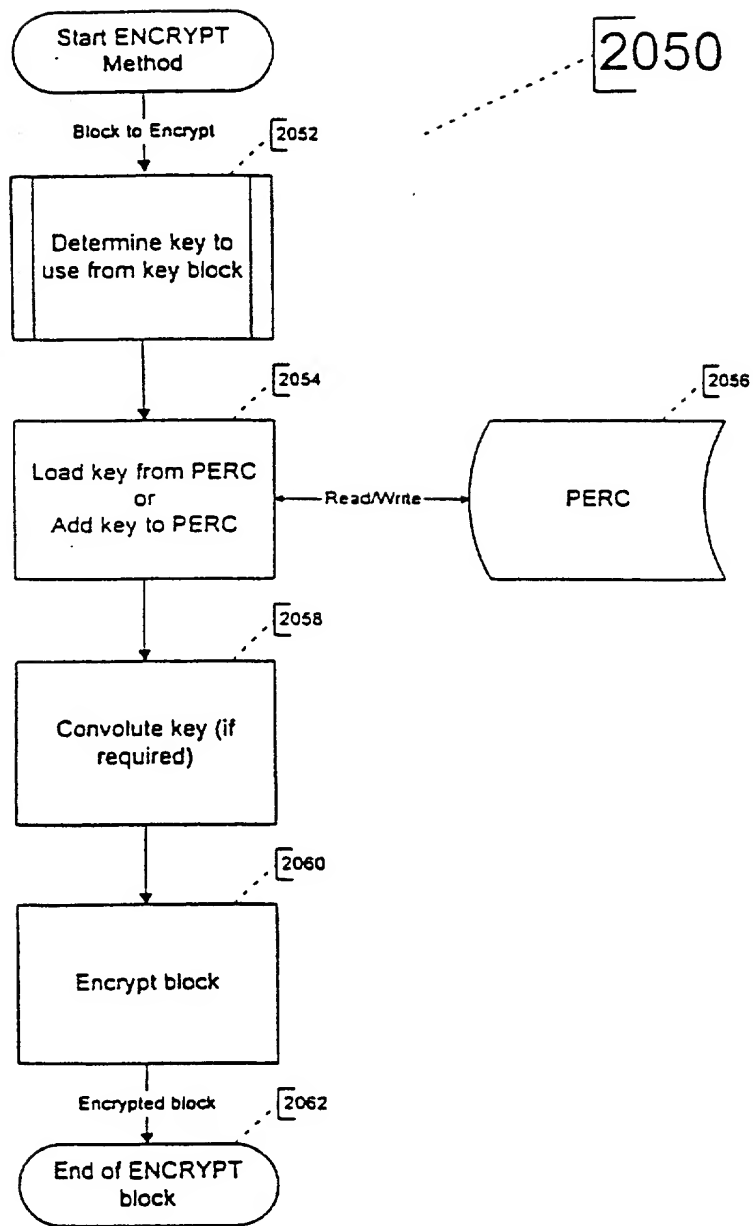 Start ENCRYPT
Method
2050
Block to Encrypt
2052
Determine key to
use from key block
2054
2056
Load key from PERC
or
Add key to PERC
Read/Write
PERC
2058
Convolute key (if
required)
2060
Encrypt block
Encrypted block
2062
End of ENCRYPT
block